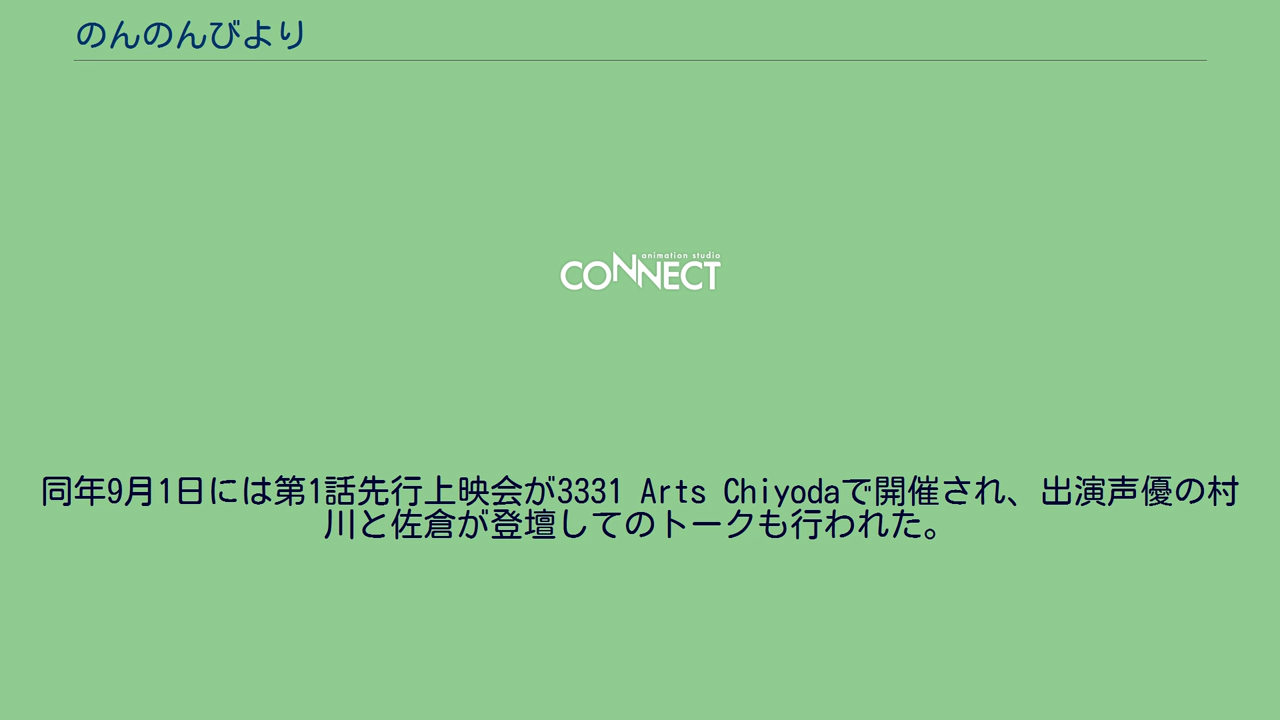 のんのんびより
animation studio
CONNECT
同年9月1日には第1話先行上映会が3331 Arts Chiyodaで開催され、出演声優の村
川と佐倉が登壇してのトークも行われた。